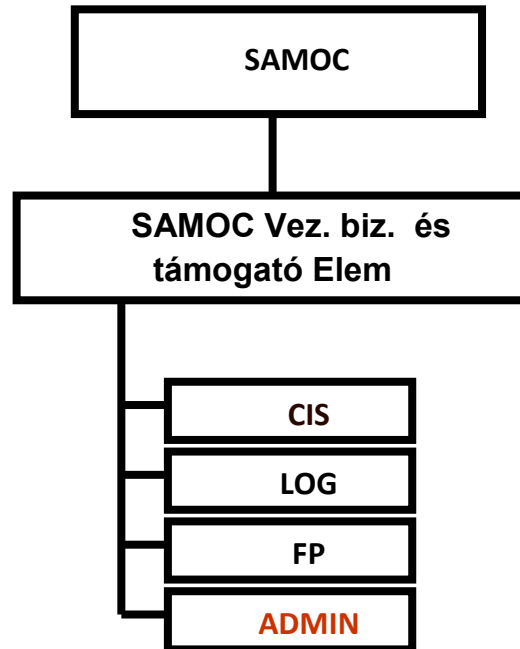 SAMOC
SAMOC Vez. biz. és
támogató Elem
CIS
LOG
FP
ADMIN